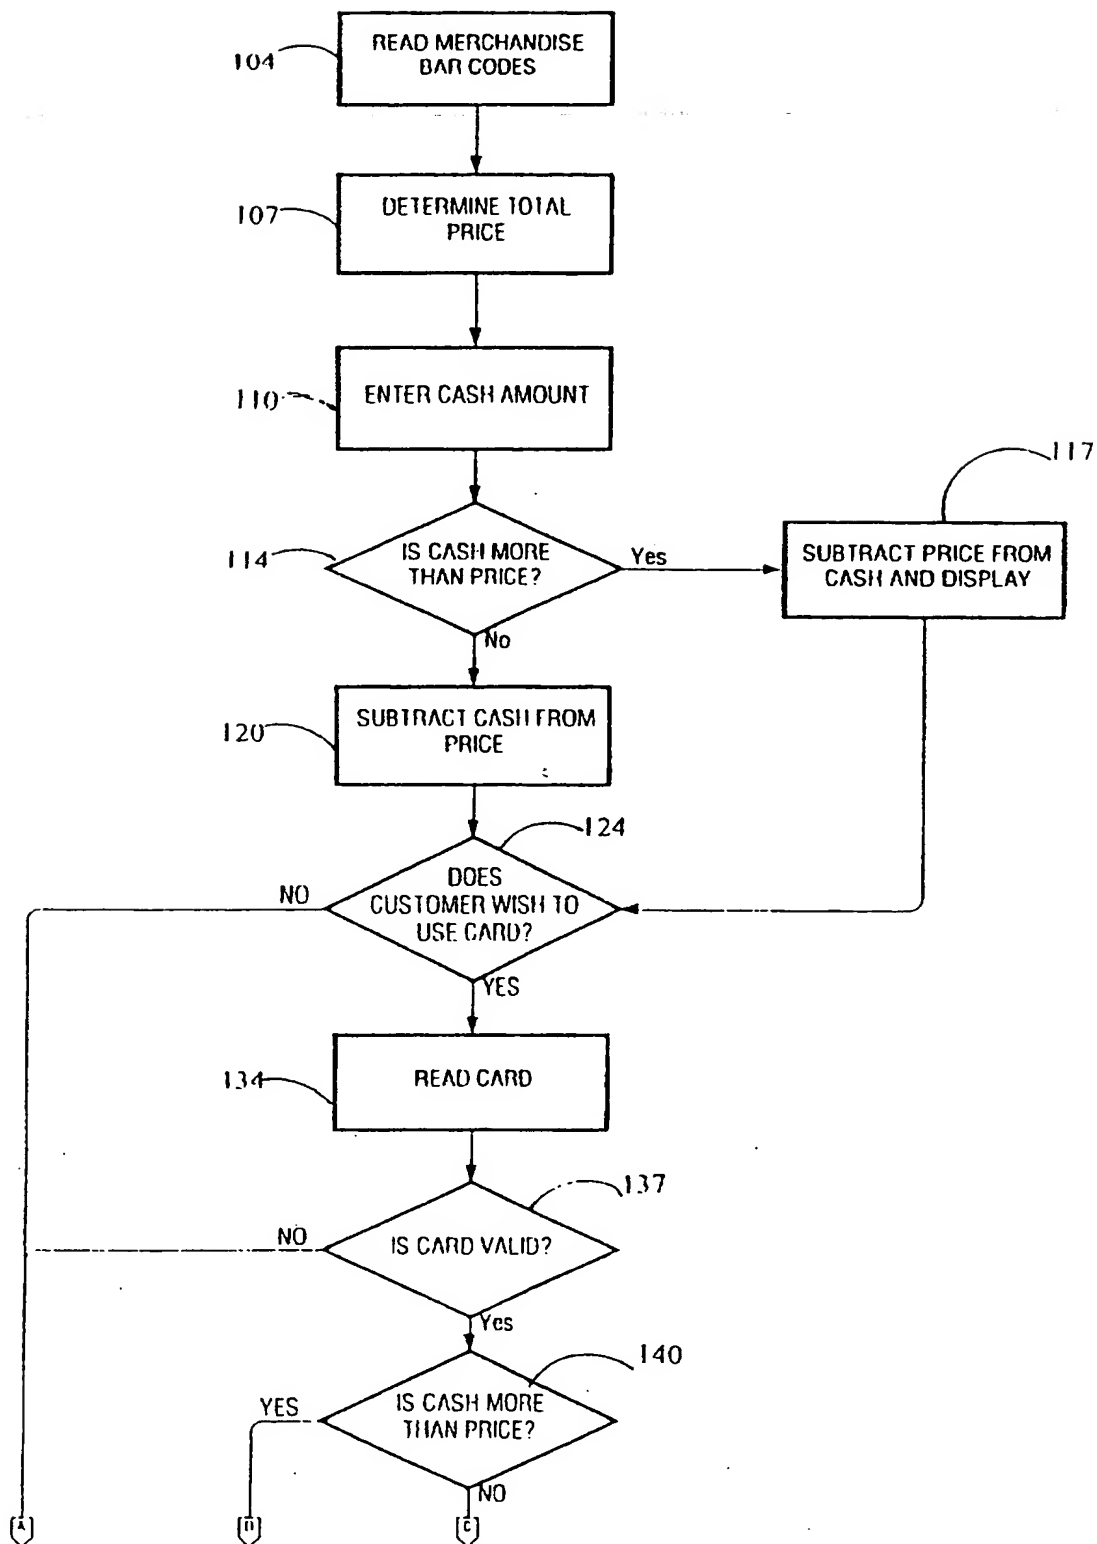 READ MERCHANDISE
BAR CODES
104
DETERMINE TOTAL
PRICE
107
ENTER CASH AMOUNT
110
117
IS CASH MORE
THAN PRICE?
114
Yes
SUBTRACT PRICE FROM
CASH AND DISPLAY
No
SUBTRACT CASH FROM
PRICE
120
124
DOES
CUSTOMER WISH TO
USE CARD?
NO
YES
READ CARD
134
137
IS CARD VALID?
NO
Yes
140
IS CASH MORE
THAN PRICE?
YES
NO
A
C